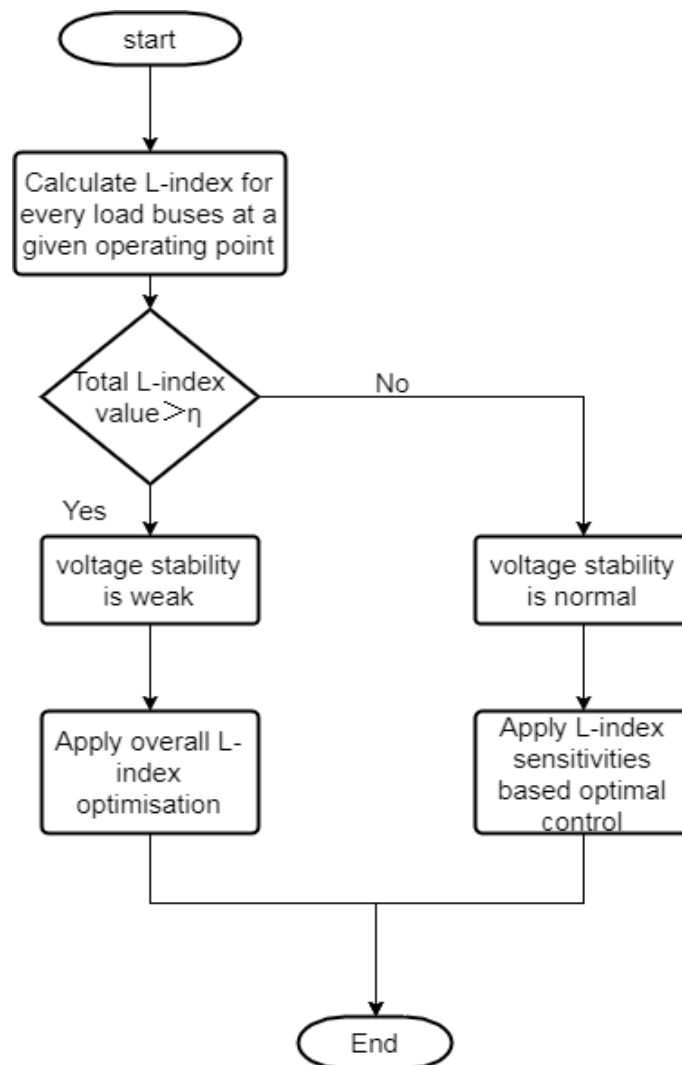 start
Calculate L-index for
every load buses at a
given operating point
Total L-index
value＞η
No
Yes
voltage stability
is weak
voltage stability
is normal
Apply overall L-
index
optimisation
Apply L-index
sensitivities
based optimal
control
End